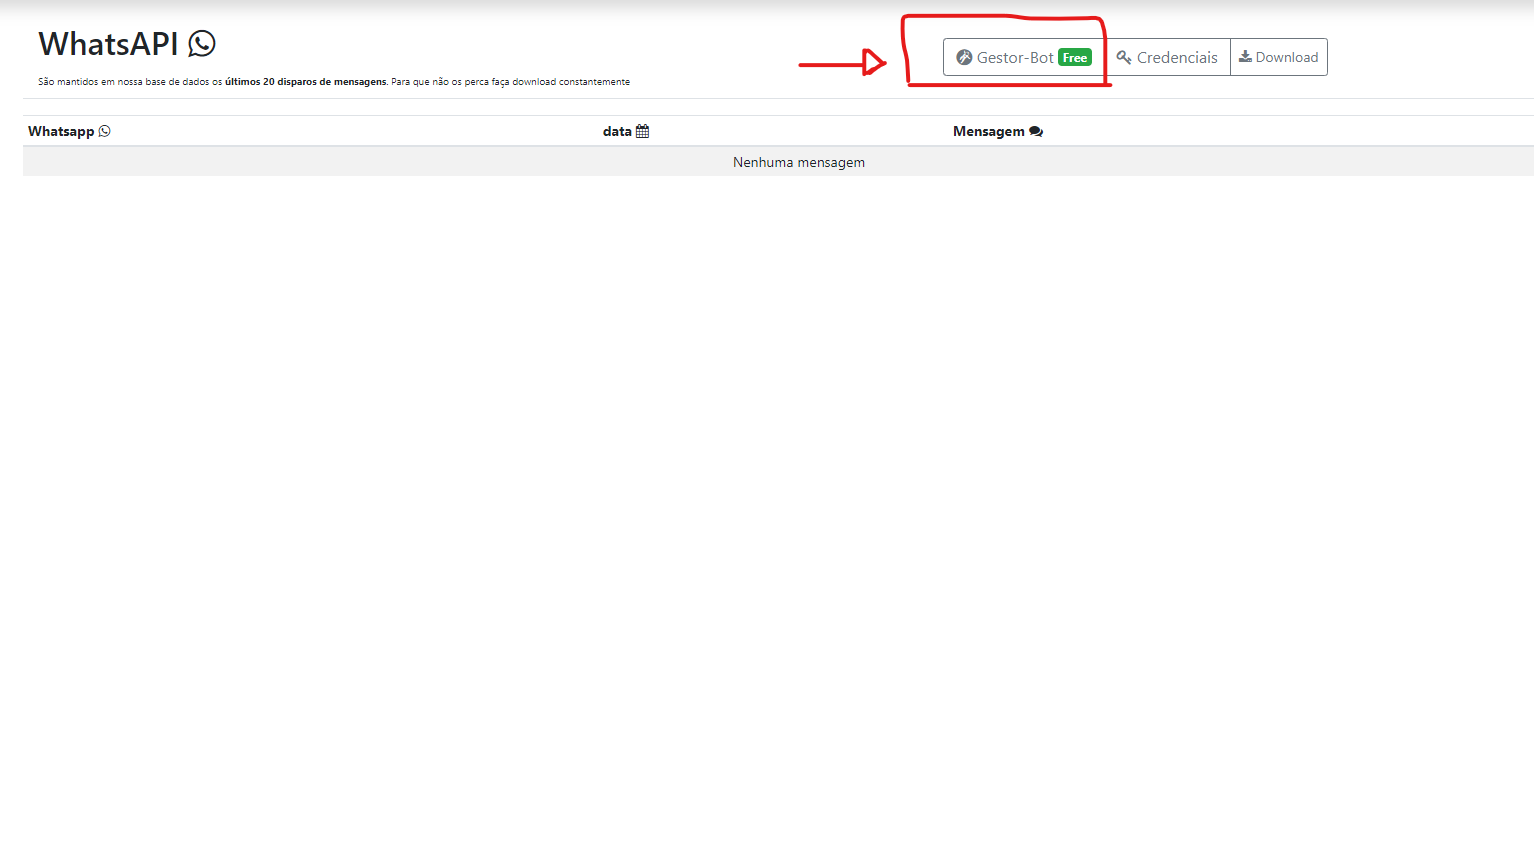 WhatsAPI
Gestor-Bot Free Credenciais Download
São mantidos em nossa base de dados os últimos 20 disparos de mensagens. Para que não os perca faça download constantemente
Whatsapp data Mensagem
Nenhuma mensagem